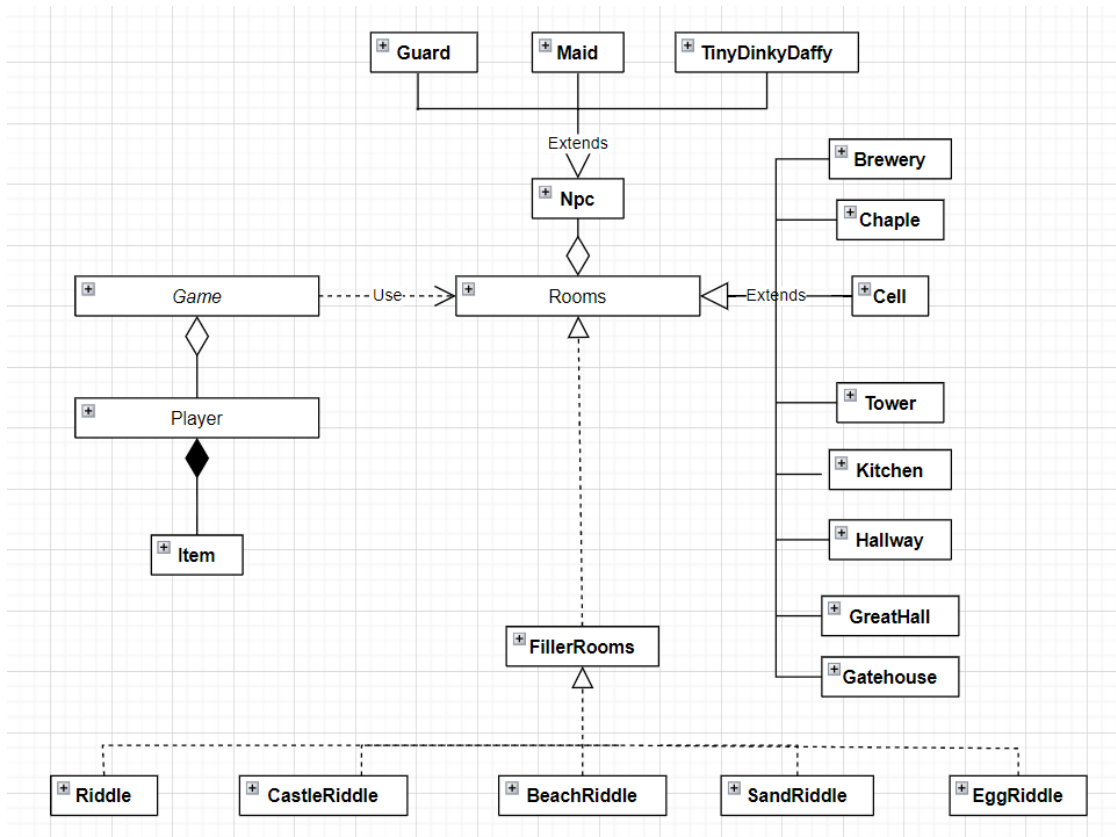 Guard
Maid
TinyDinkyDaffy
Extends
Npc
Brewery
Chaple
Game
Use
Rooms
Extends
Cell
Player
Tower
Kitchen
Item
Hallway
GreatHall
FillerRooms
Gatehouse
Riddle
CastleRiddle
BeachRiddle
SandRiddle
EggRiddle